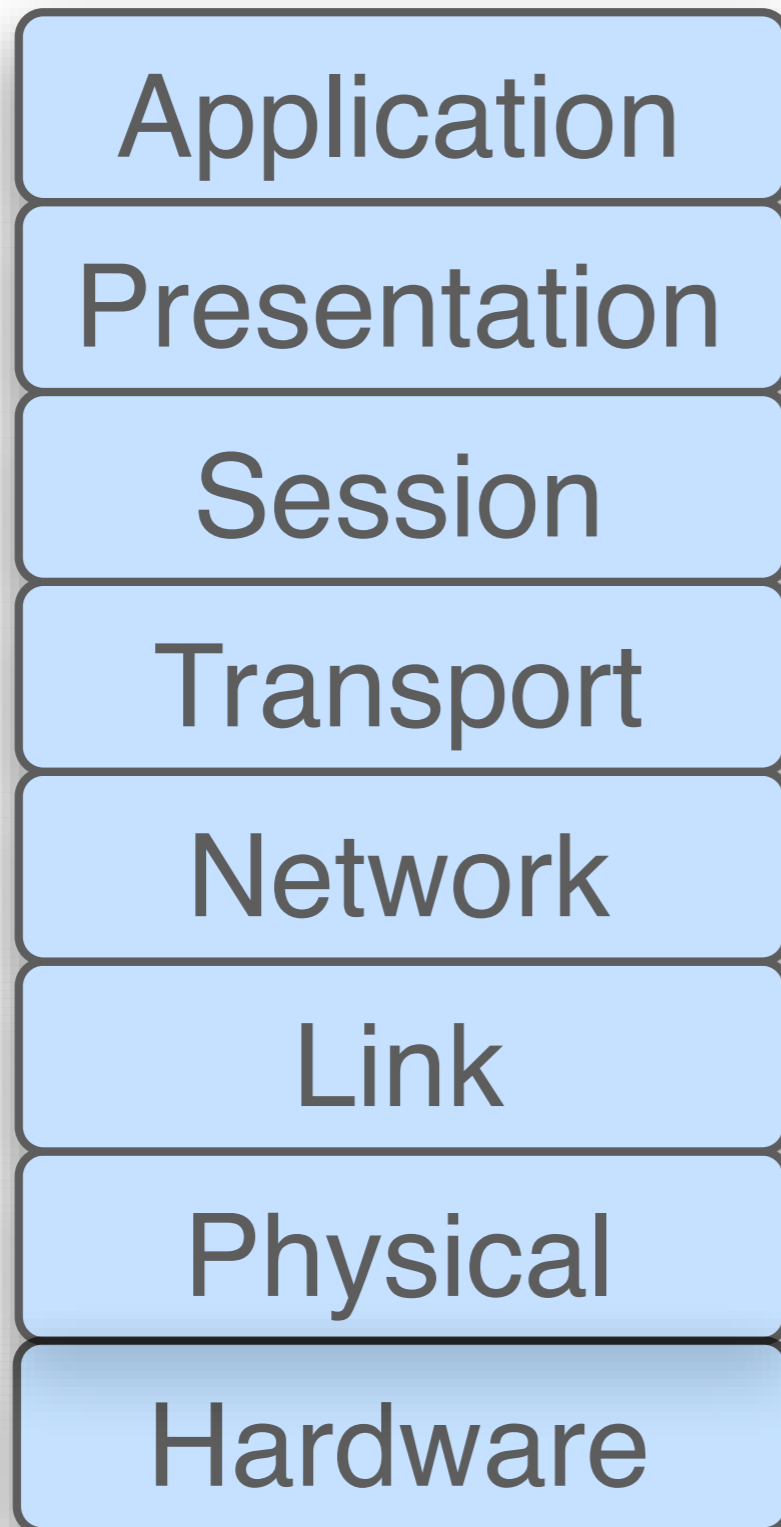 Application
Presentation
Session
Transport
Network
Link
Physical
Hardware